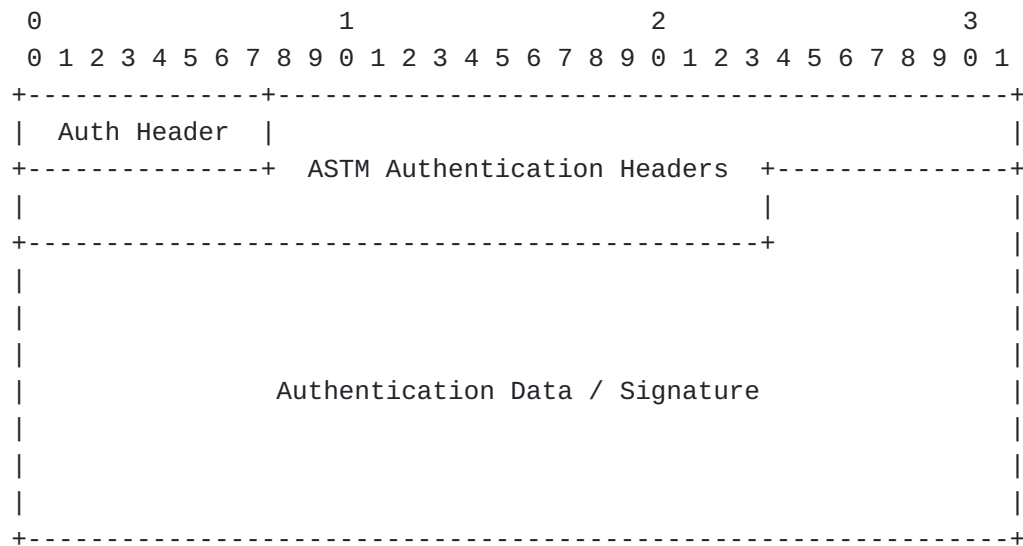 0                   1                   2                   3
0 1 2 3 4 5 6 7 8 9 0 1 2 3 4 5 6 7 8 9 0 1 2 3 4 5 6 7 8 9 0 1
+---------------+-----------------------------------------------+
|  Auth Header  |                                               |
+---------------+  ASTM Authentication Headers  +---------------+
|                                               |               |
+-----------------------------------------------+               |
|                                                               |
|                                                               |
|                                                               |
|                Authentication Data / Signature                |
|                                                               |
|                                                               |
|                                                               |
+---------------------------------------------------------------+